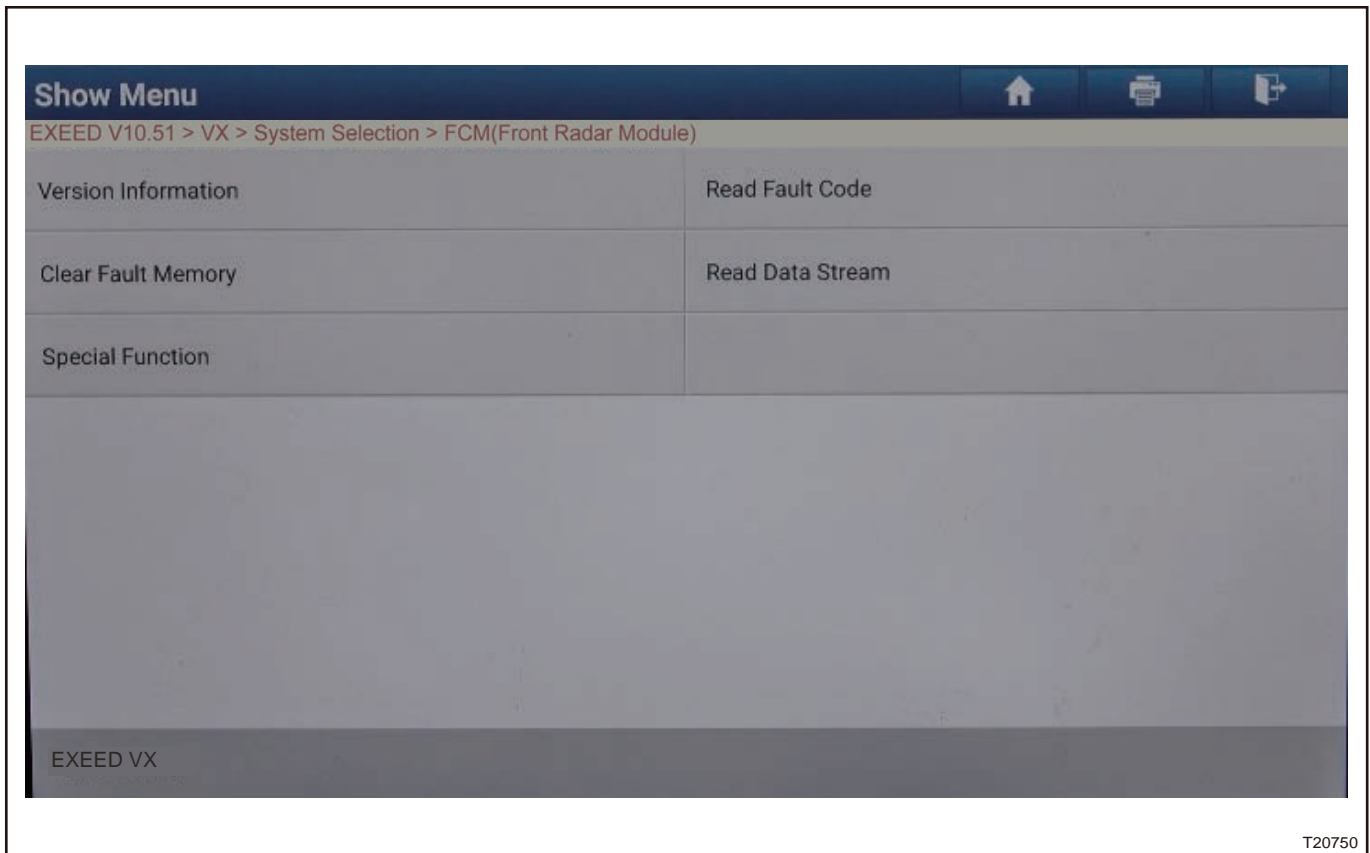 Show Menu
EXEED V10.51 > VX > System Selection > FCM(Front Radar Module)
Version Information
Read Fault Code
Clear Fault Memory
Read Data Stream
Special Function
EXEED VX
T20750